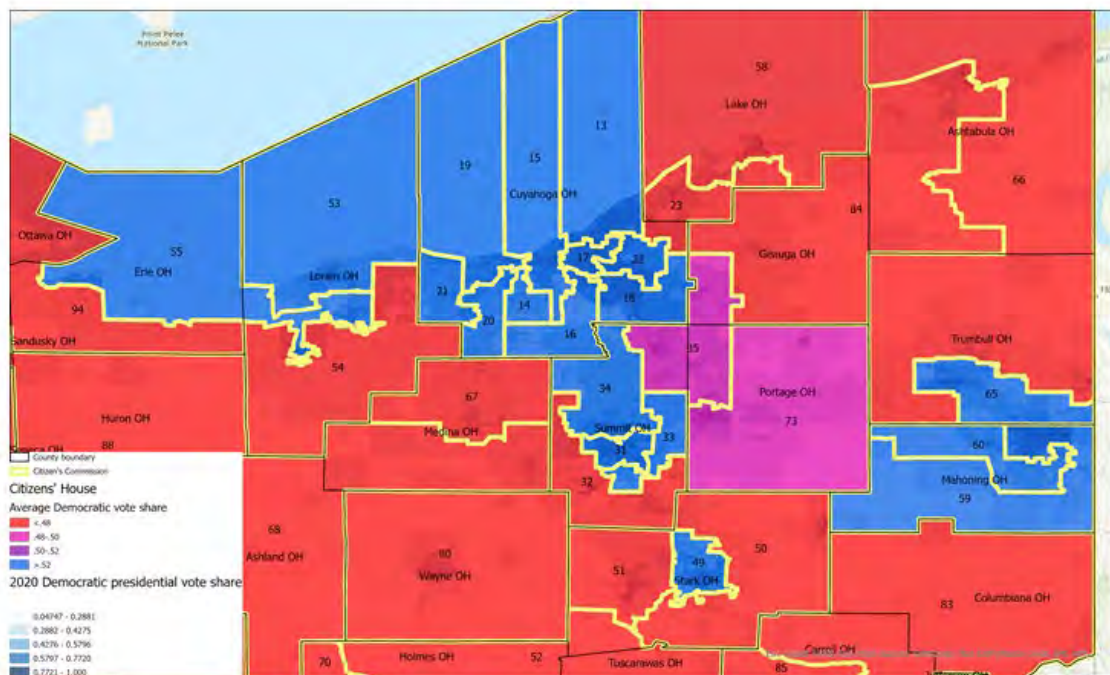 Point Pelee
National Park
58
Lake OH
13
Ashtabula OH
19
15
66
Cuyahoga OH
53
23
84
Ottawa OH
55
Geauga OH
17
22
Erie OH
Lorain OH
21
18
94
14
20
16
Sandusky OH
Trumbull OH
35
54
34
Portage OH
65
67
73
Huron OH
Summit OH
Medina OH
33
88
31
60
Mahoning OH
32
59
68
50
80
49
51
Ashland OH
Wayne OH
Stark OH
83
Columbiana OH
Holmes OH
52
Carroll OH
70
Tuscarawas OH
85
County boundary
Citizen's Commission
Citizens' House
Average Democratic vote share
<.48
.48-.50
.50-.52
>.52
2020 Democratic presidential vote share
0.04747 - 0.2881
0.2882 - 0.4275
0.4276 - 0.5796
0.5797 - 0.7720
0.7721 - 1.000